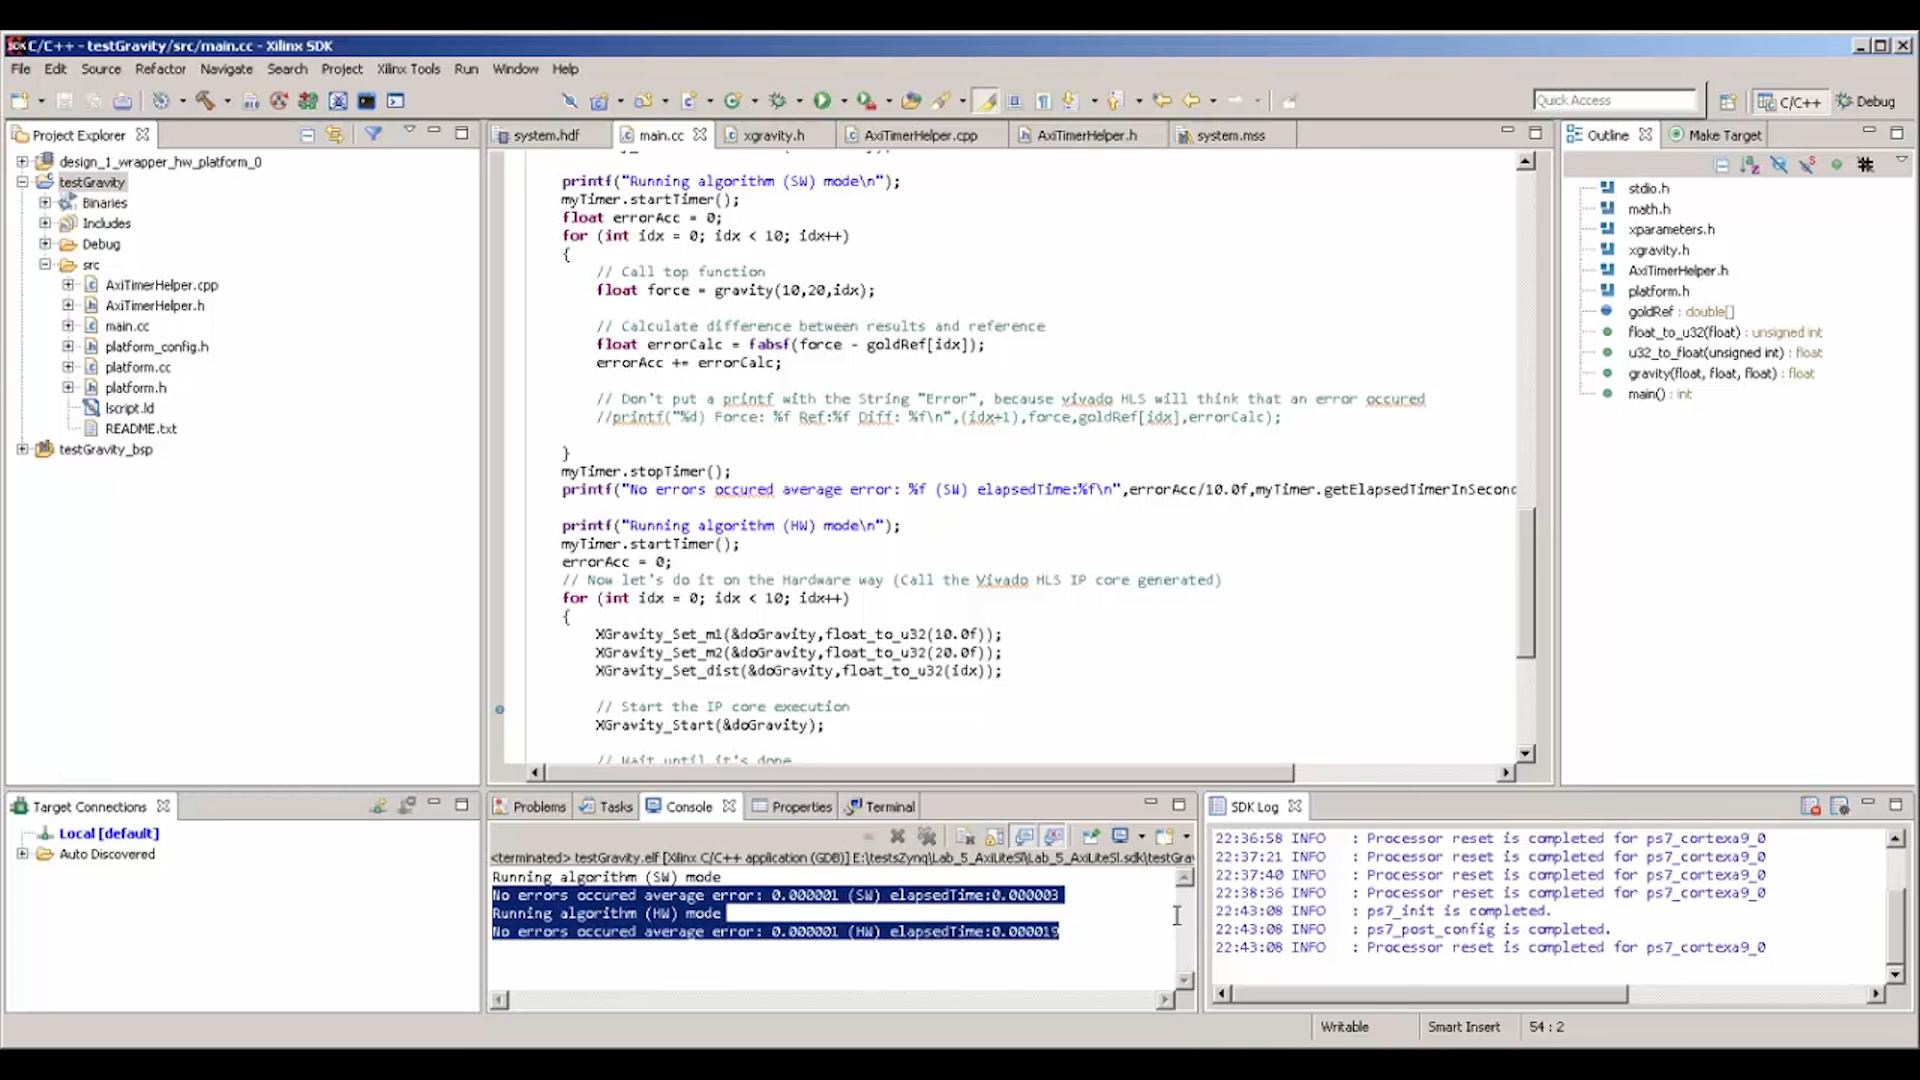 C/C++ - testGravity/src/main.cc - Xilinx SDK
File Edit Source Refactor Navigate Search Project Xilinx Tools Run Window Help
Quick Access
C/C++
Debug
Project Explorer
design_1_wrapper_hw_platform_0
testGravity
Binaries
Includes
Debug
src
AxiTimerHelper.cpp
AxiTimerHelper.h
main.cc
platform_config.h
platform.cc
platform.h
lscript.ld
README.txt
testGravity_bsp
system.hdf
main.cc
xgravity.h
AxiTimerHelper.cpp
AxiTimerHelper.h
system.mss
printf("Running algorithm (SW) mode\n");
myTimer.startTimer();
float errorAcc = 0;
for (int idx = 0; idx < 10; idx++)
{
// Call top function
float force = gravity(10,20,idx);
// Calculate difference between results and reference
float errorCalc = fabsf(force - goldRef[idx]);
errorAcc += errorCalc;
// Don't put a printf with the String "Error", because vivado HLS will think that an error occured
//printf("%d) Force: %f Ref:%f Diff: %f\n",(idx+1),force,goldRef[idx],errorCalc);
}
myTimer.stopTimer();
printf("No errors occured average error: %f (SW) elapsedTime:%f\n",errorAcc/10.0f,myTimer.getElapsedTimerInSecond
printf("Running algorithm (HW) mode\n");
myTimer.startTimer();
errorAcc = 0;
// Now let's do it on the Hardware way (Call the Vivado HLS IP core generated)
for (int idx = 0; idx < 10; idx++)
{
XGravity_Set_m1(&doGravity,float_to_u32(10.0f));
XGravity_Set_m2(&doGravity,float_to_u32(20.0f));
XGravity_Set_dist(&doGravity,float_to_u32(idx));
// Start the IP core execution
XGravity_Start(&doGravity);
// Wait until it's done
Outline
Make Target
stdio.h
math.h
xparameters.h
xgravity.h
AxiTimerHelper.h
platform.h
goldRef : double[]
float_to_u32(float) : unsigned int
u32_to_float(unsigned int) : float
gravity(float, float, float) : float
main() : int
Target Connections
Local [default]
Auto Discovered
Problems
Tasks
Console
Properties
Terminal
<terminated> testGravity.elf [Xilinx C/C++ application (GDB)] E:\testsZynq\Lab_5_AxiLiteSl\Lab_5_AxiLiteSl.sdk\testGrav
Running algorithm (SW) mode
No errors occured average error: 0.000001 (SW) elapsedTime:0.000003
Running algorithm (HW) mode
No errors occured average error: 0.000001 (HW) elapsedTime:0.000019
SDK Log
22:36:58 INFO : Processor reset is completed for ps7_cortexa9_0
22:37:21 INFO : Processor reset is completed for ps7_cortexa9_0
22:37:40 INFO : Processor reset is completed for ps7_cortexa9_0
22:38:36 INFO : Processor reset is completed for ps7_cortexa9_0
22:43:08 INFO : ps7_init is completed.
22:43:08 INFO : ps7_post_config is completed.
22:43:08 INFO : Processor reset is completed for ps7_cortexa9_0
Writable
Smart Insert
54 : 2